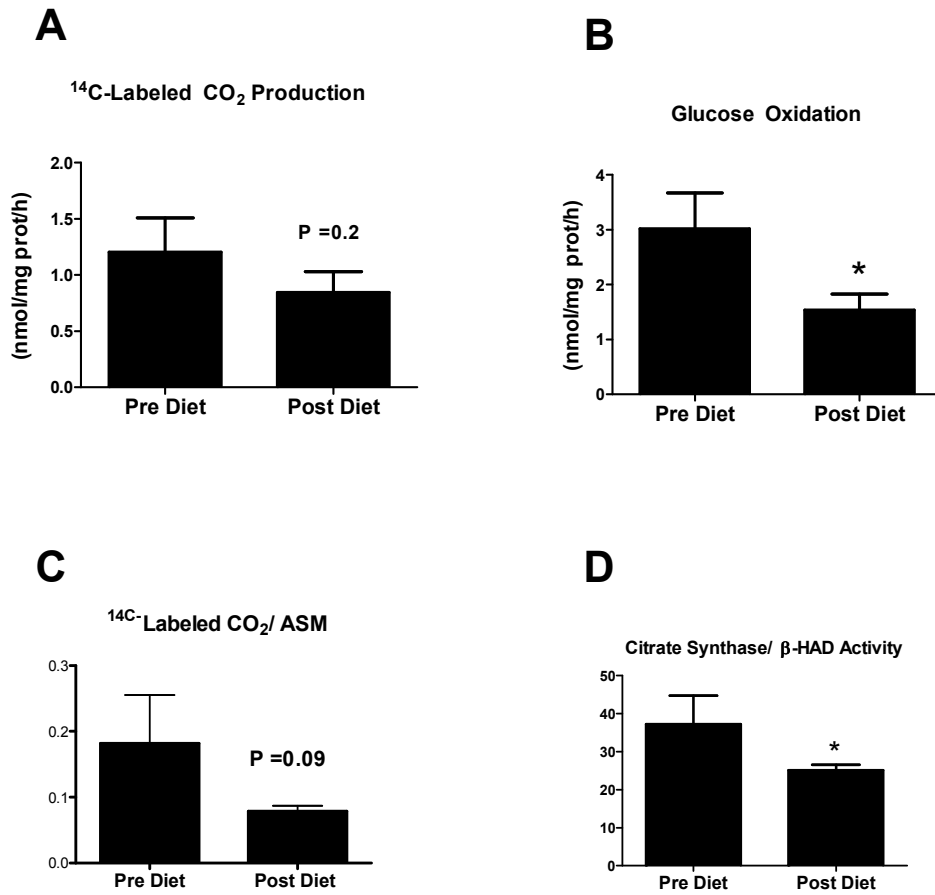 A
¹⁴C-Labeled CO₂ Production
(nmol/mg prot/h)
2.0
1.5
1.0
0.5
0.0
P =0.2
Pre Diet
Post Diet
B
Glucose Oxidation
(nmol/mg prot/h)
4
3
2
1
0
*
Pre Diet
Post Diet
C
¹⁴C-Labeled CO₂/ ASM
0.3
0.2
0.1
0.0
P =0.09
Pre Diet
Post Diet
D
Citrate Synthase/ β-HAD Activity
50
40
30
20
10
0
*
Pre Diet
Post Diet